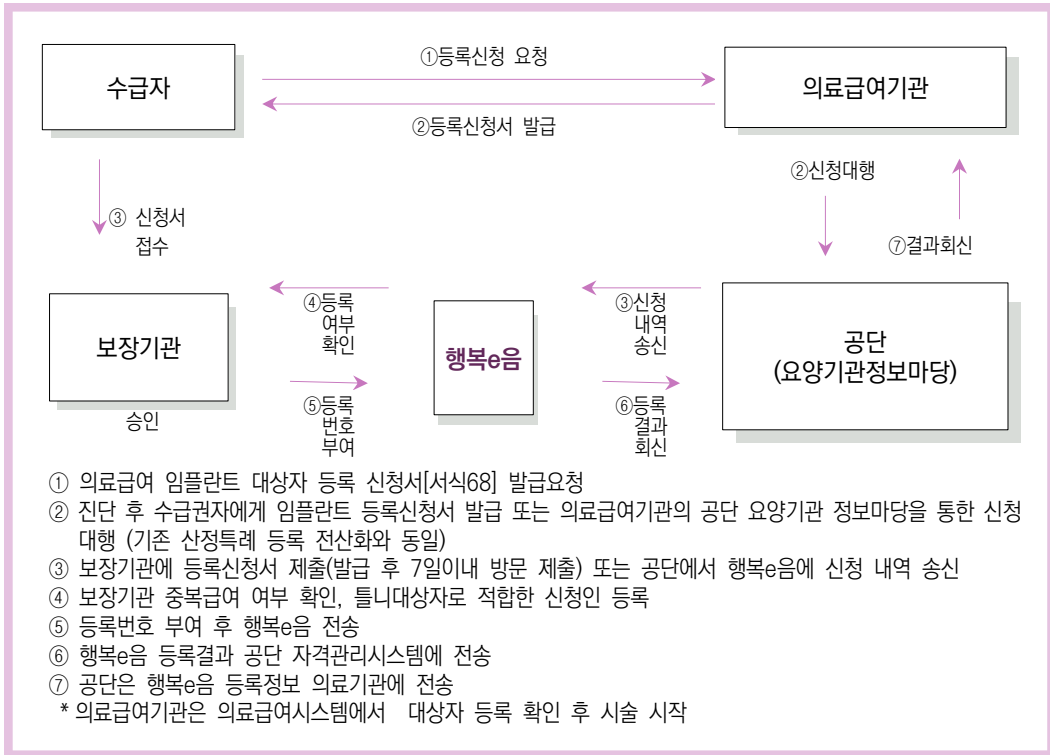 ①등록신청 요청
수급자
의료급여기관
②등록신청서 발급
②신청대행
③ 신청서
접수
⑦결과회신
④등록
여부
확인
③신청
내역
송신
보장기관
행복e음
공단
(요양기관정보마당)
승인
⑤등록
번호
부여
⑥등록
결과
회신
① 의료급여 임플란트 대상자 등록 신청서[서식68] 발급요청
② 진단 후 수급권자에게 임플란트 등록신청서 발급 또는 의료급여기관의 공단 요양기관 정보마당을 통한 신청
대행 (기존 산정특례 등록 전산화와 동일)
③ 보장기관에 등록신청서 제출(발급 후 7일이내 방문 제출) 또는 공단에서 행복e음에 신청 내역 송신
④ 보장기관 중복급여 여부 확인, 틀니대상자로 적합한 신청인 등록
⑤ 등록번호 부여 후 행복e음 전송
⑥ 행복e음 등록결과 공단 자격관리시스템에 전송
⑦ 공단은 행복e음 등록정보 의료기관에 전송
* 의료급여기관은 의료급여시스템에서 대상자 등록 확인 후 시술 시작